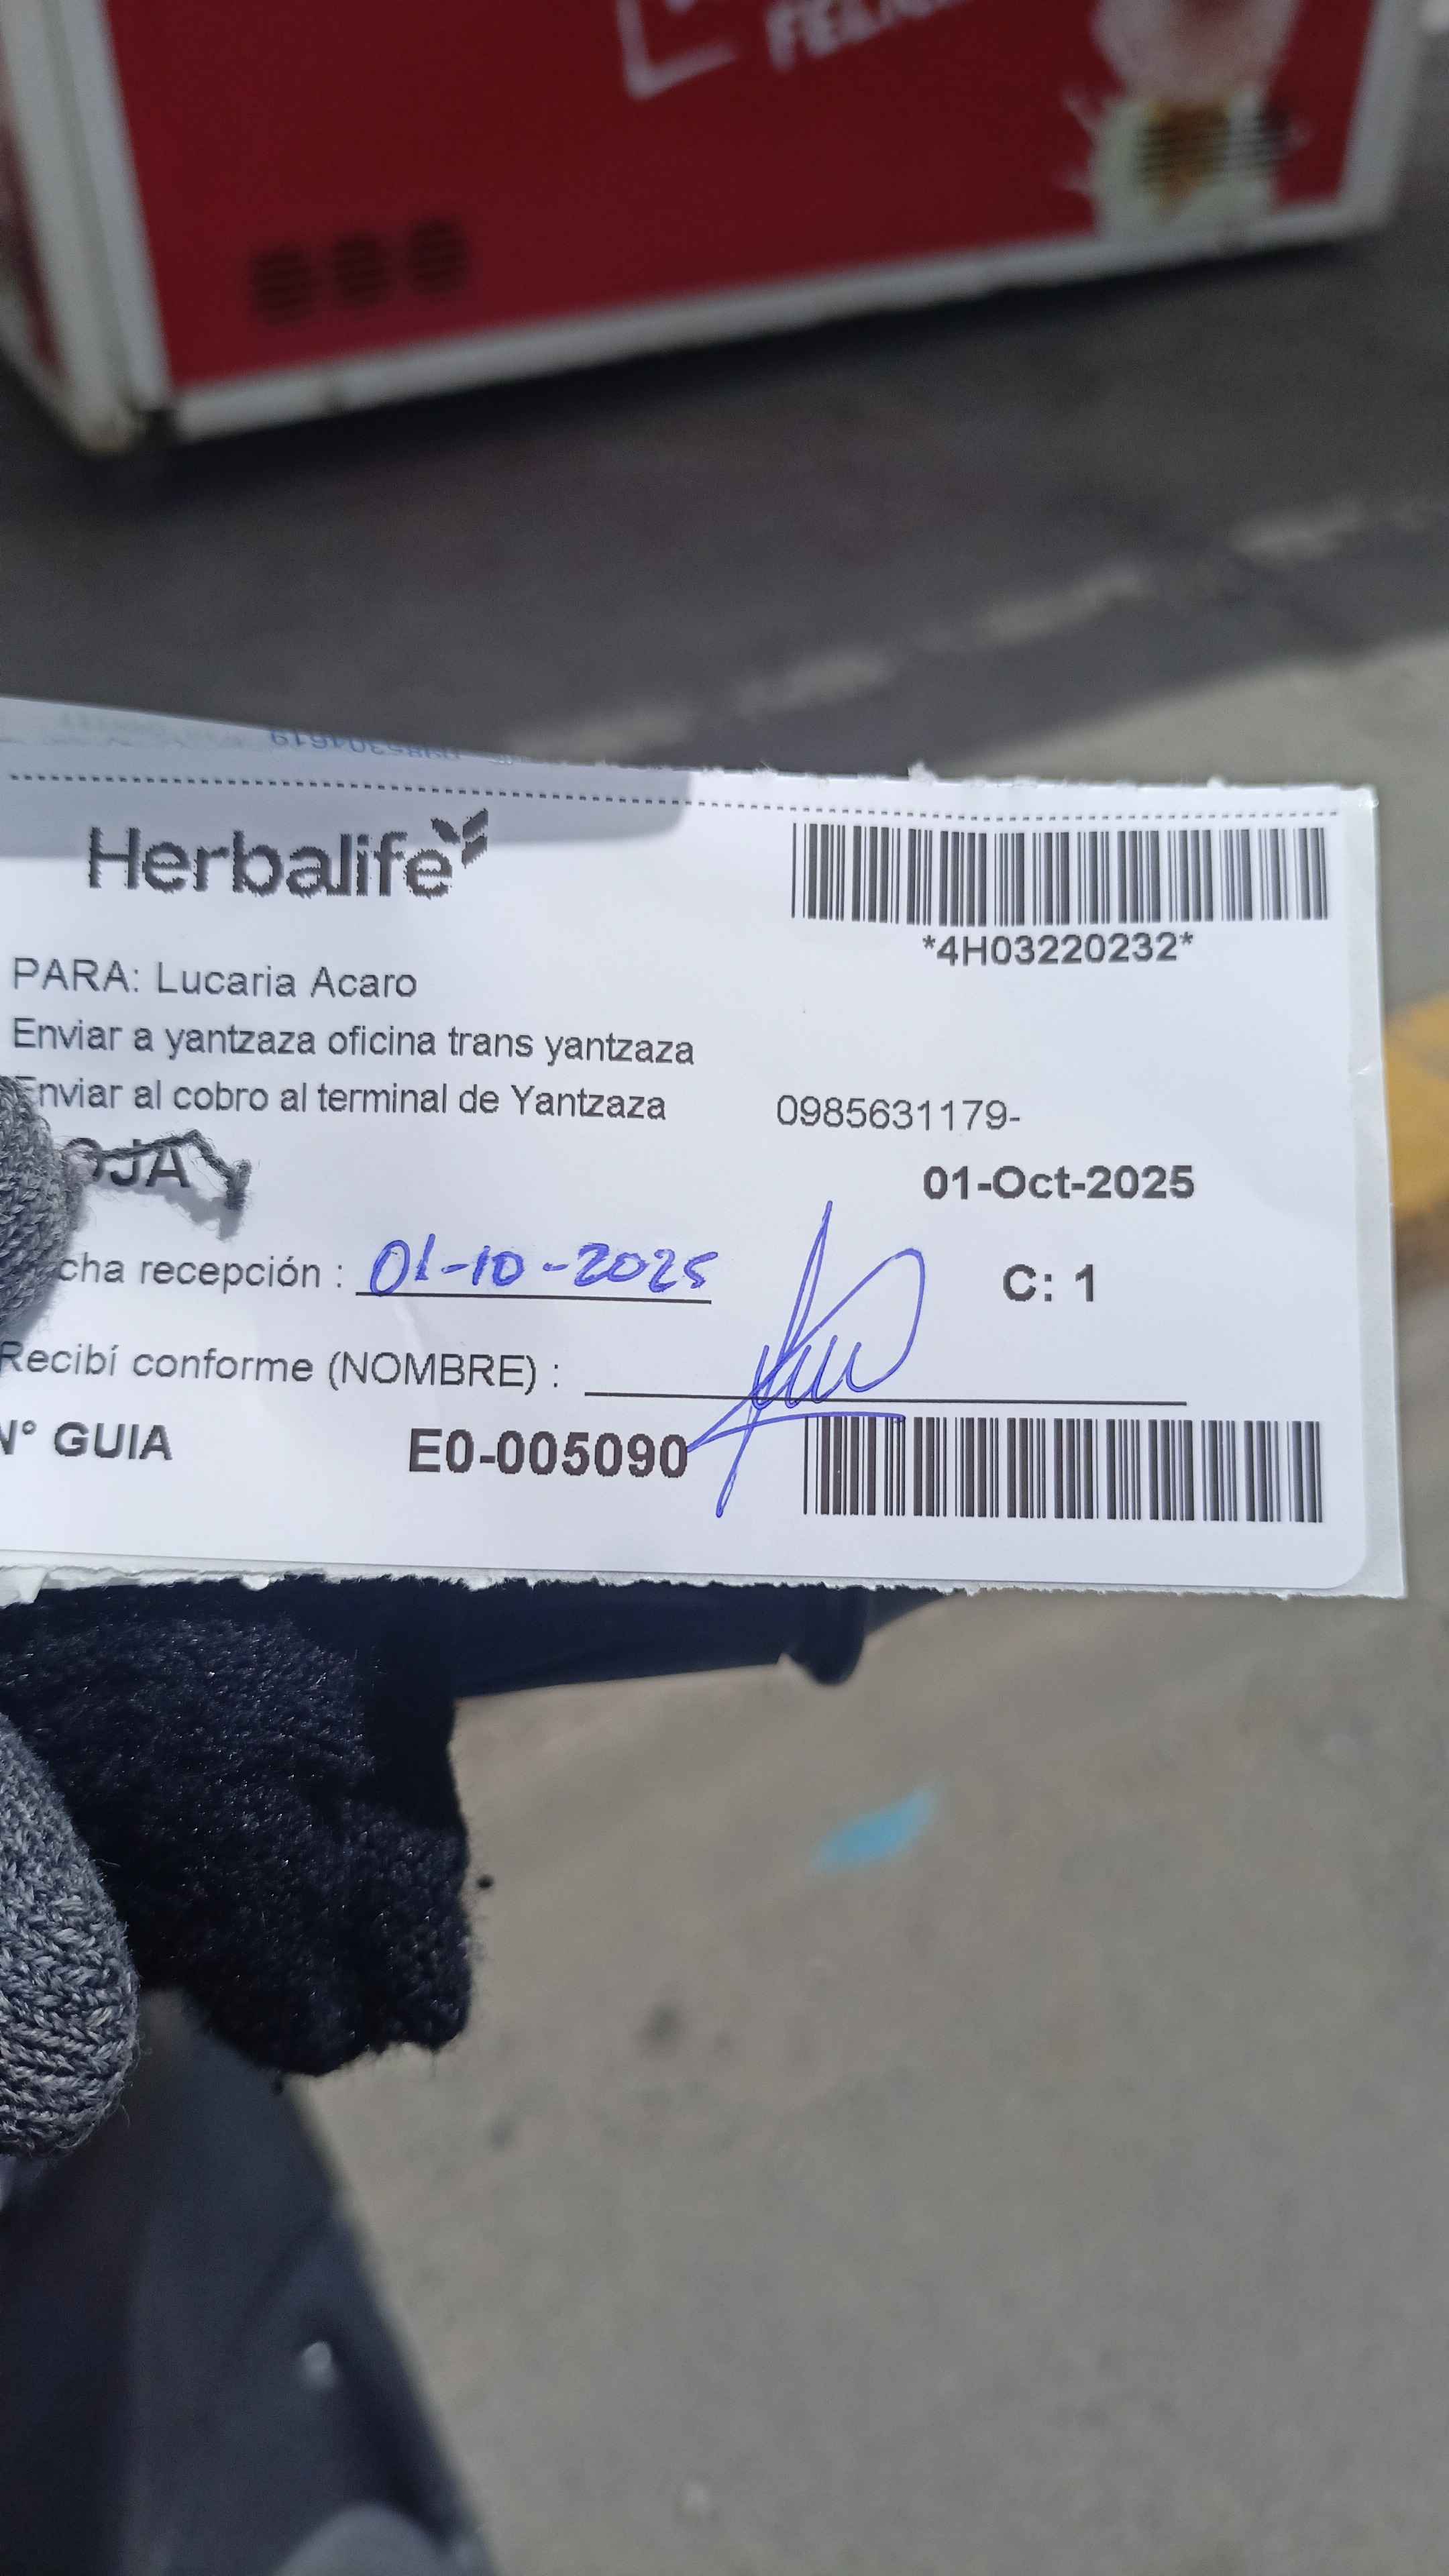 Herbalife
*4H03220232*
PARA: Lucaria Acaro
Enviar a yantzaza oficina trans yantzaza
Enviar al cobro al terminal de Yantzaza 0985631179-
OJA
01-Oct-2025
cha recepción : 01-10-2025
C: 1
Recibí conforme (NOMBRE) :
N° GUIA E0-005090